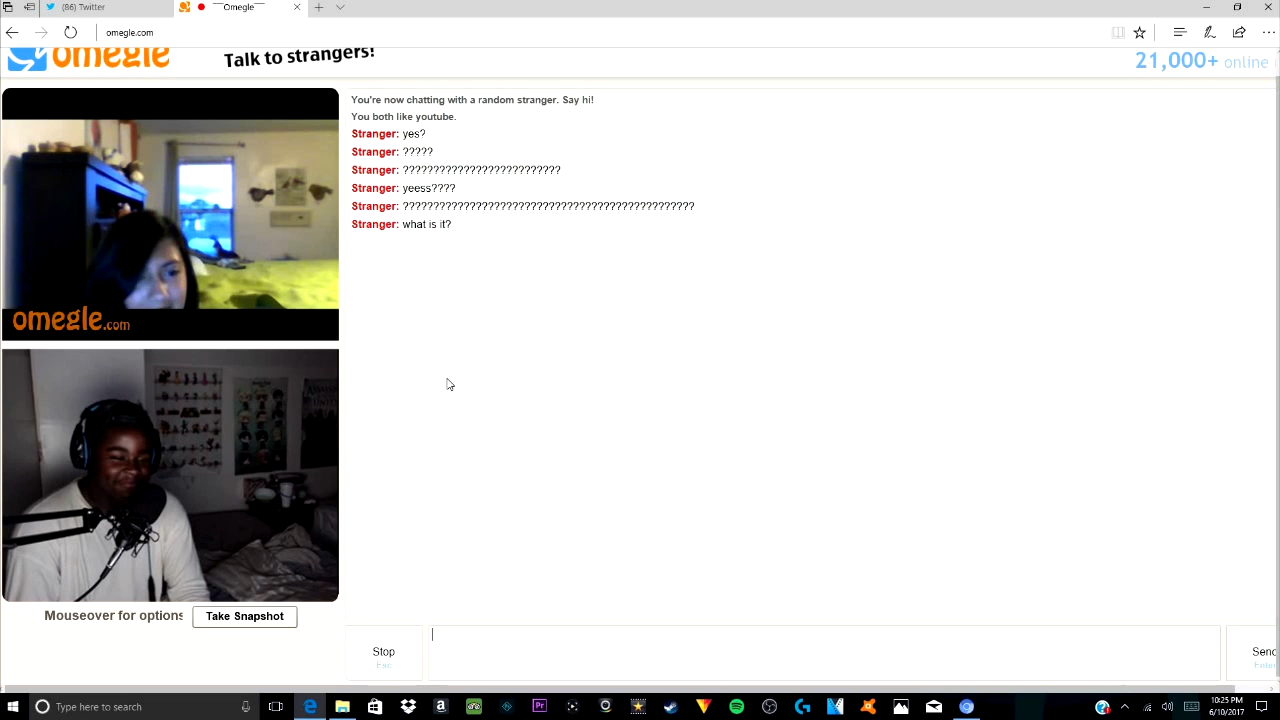 (86) Twitter
Omegle
omegle.com
omegle
Talk to strangers!
21,000+ online
You're now chatting with a random stranger. Say hi!
You both like youtube.
Stranger: yes?
Stranger: ?????
Stranger: ??????????????????????????
Stranger: yeess????
Stranger: ????????????????????????????????????????????????
Stranger: what is it?
omegle.com
Mouseover for options
Take Snapshot
Stop
Esc
Send
Enter
Type here to search
10:25 PM
6/10/2017